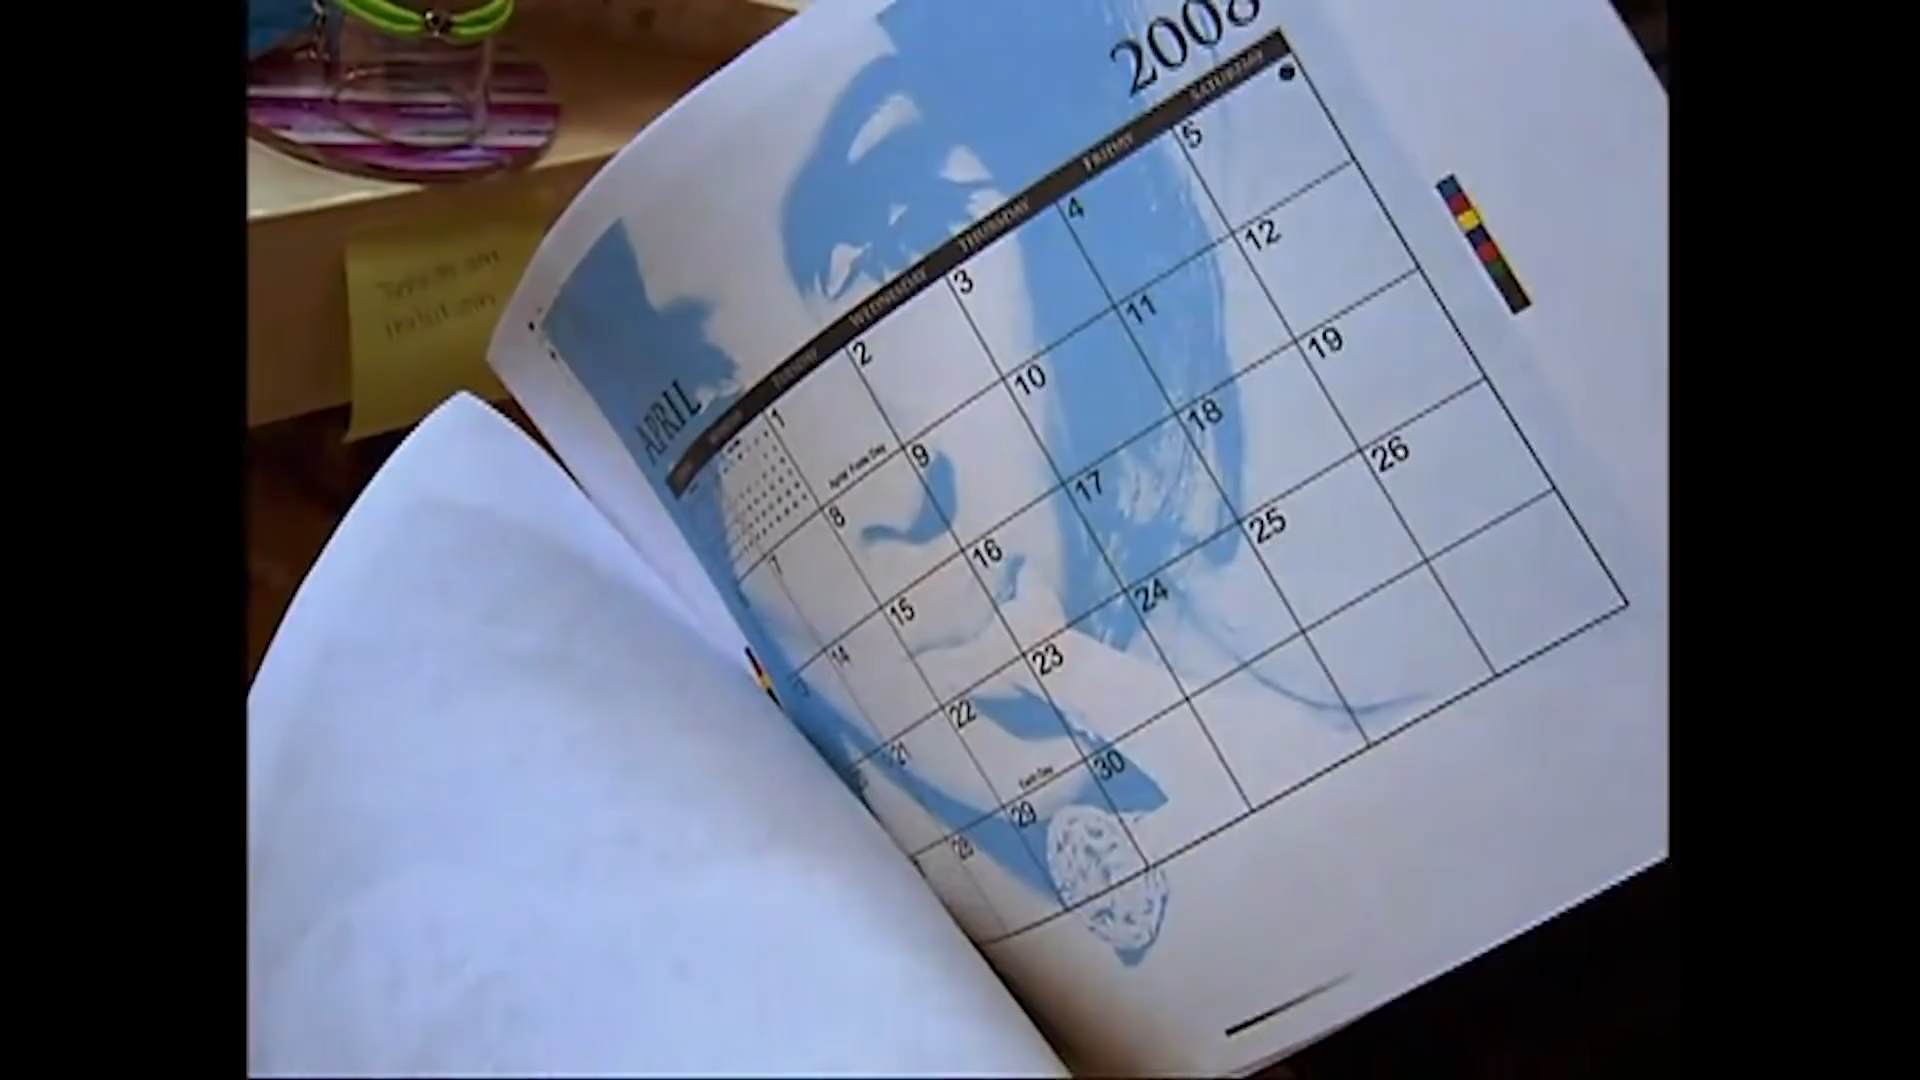 2008
APRIL
TUESDAY WEDNESDAY THURSDAY FRIDAY SATURDAY
1 2 3 4 5
April Fools Day
7 8 9 10 11 12
14 15 16 17 18 19
21 22 23 24 25 26
Earth Day
28 29 30